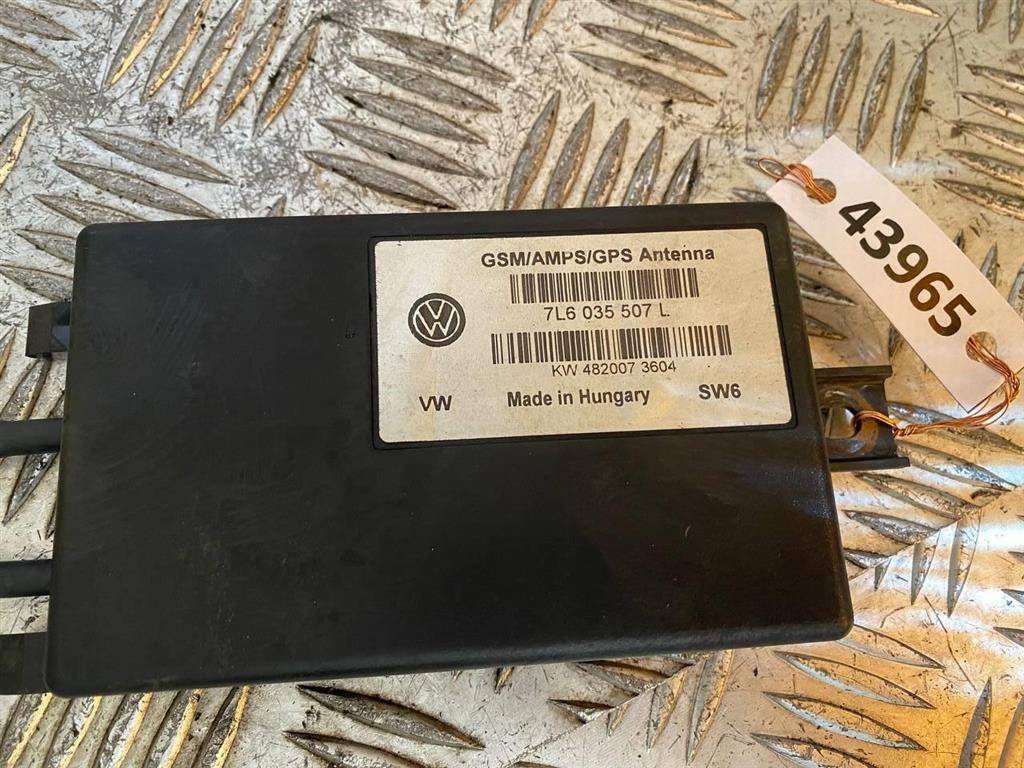 GSM/AMPS/GPS Antenna
7L6 035 507 L
KW 482007 3604
VW Made in Hungary SW6
43965